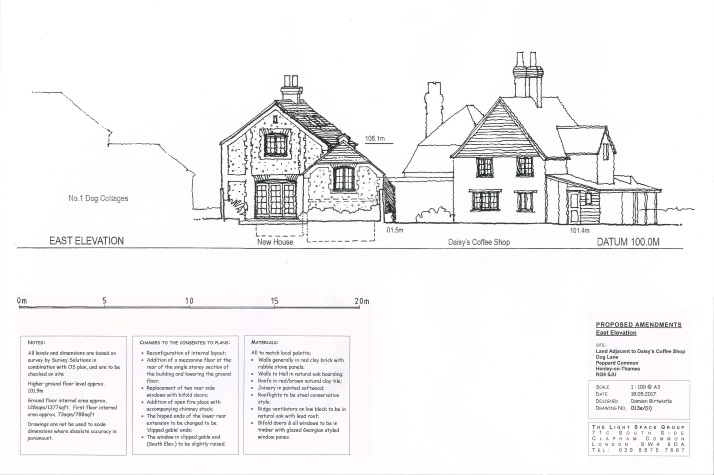 106.1m
No.1 Dog Cottages
01.5m
101.4m
EAST ELEVATION
New House
Daisy's Coffee Shop
DATUM 100.0M
0m 5 10 15 20m
NOTES:
All levels and dimensions are based on
survey by Survey Solutions in
combination with OS plan, and are to be
checked on site
Higher ground floor level approx.
101.9m
Ground floor internal area approx.
128sqm/1377sqft. First floor internal
area approx. 73sqm/786sqft
Drawings are not to be used to scale
dimensions where absolute accuracy is
paramount.
CHANGES TO THE CONSENTED TO PLANS:
• Reconfiguration of internal layout;
• Addition of a mezzanine floor at the
rear of the single storey section of
the building and lowering the ground
floor;
• Replacement of two rear side
windows with bifold doors;
• Addition of open fire place with
accompanying chimney stack.
• The hipped ends of the lower rear
extension to be changed to be
'clipped gable' ends;
• The window in clipped gable end
(South Elev.) to be slightly raised.
MATERIALS:
All to match local palette;
• Walls generally in red clay brick with
rubble stone panels;
• Walls to Hall in natural oak boarding;
• Roofs in red/brown natural clay tile;
• Joinery in painted softwood;
• Rooflights to be steel conservation
style;
• Ridge ventilators on low block to be in
natural oak with lead roof;
• Bifold doors & all windows to be in
timber with glazed Georgian styled
window panes.
PROPOSED AMENDMENTS
East Elevation
SITE :
Land Adjacent to Daisy's Coffee Shop
Dog Lane
Peppard Common
Henley-on-Thames
RG9 5JU
SCALE 1 : 100 @ A3
DATE 18.05.2017
DESIGNED Damien Birtwistle
DRAWING NO. 013e/(ii)
THE LIGHT SPACE GROUP
71C SOUTH SIDE
CLAPHAM COMMON
LONDON SW4 9DA
TEL: 020 8675 7667